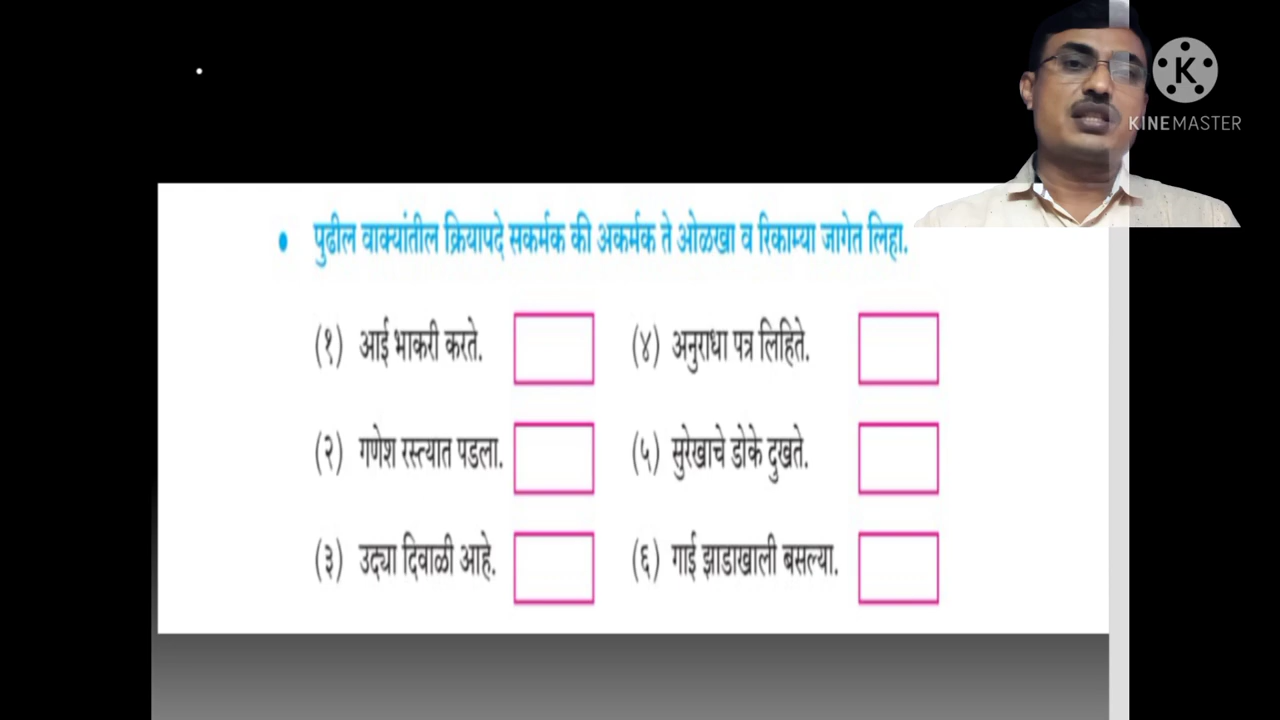 K
KINEMASTER
• पुढील वाक्यांतील क्रियापदे सकर्मक की अकर्मक ते ओळखा व रिकाम्या जागेत लिहा.
(१) आई भाकरी करते.
(४) अनुराधा पत्र लिहिते.
(२) गणेश रस्त्यात पडला.
(५) सुरेखाचे डोके दुखते.
(३) उद्या दिवाळी आहे.
(६) गाई झाडाखाली बसल्या.